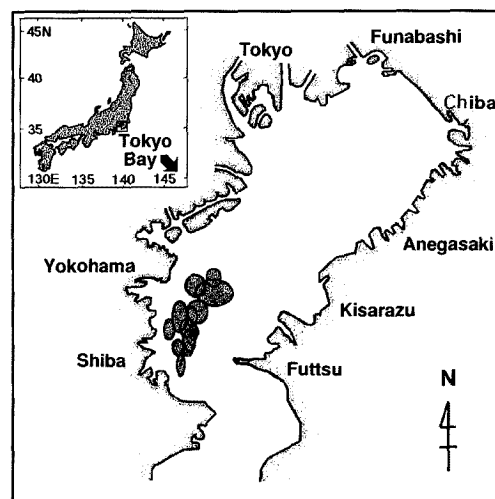 45N
40
35
130E
135
140
145
Tokyo
Bay
Tokyo
Funabashi
Chiba
Anegasaki
Yokohama
Kisarazu
Shiba
Futtsu
N